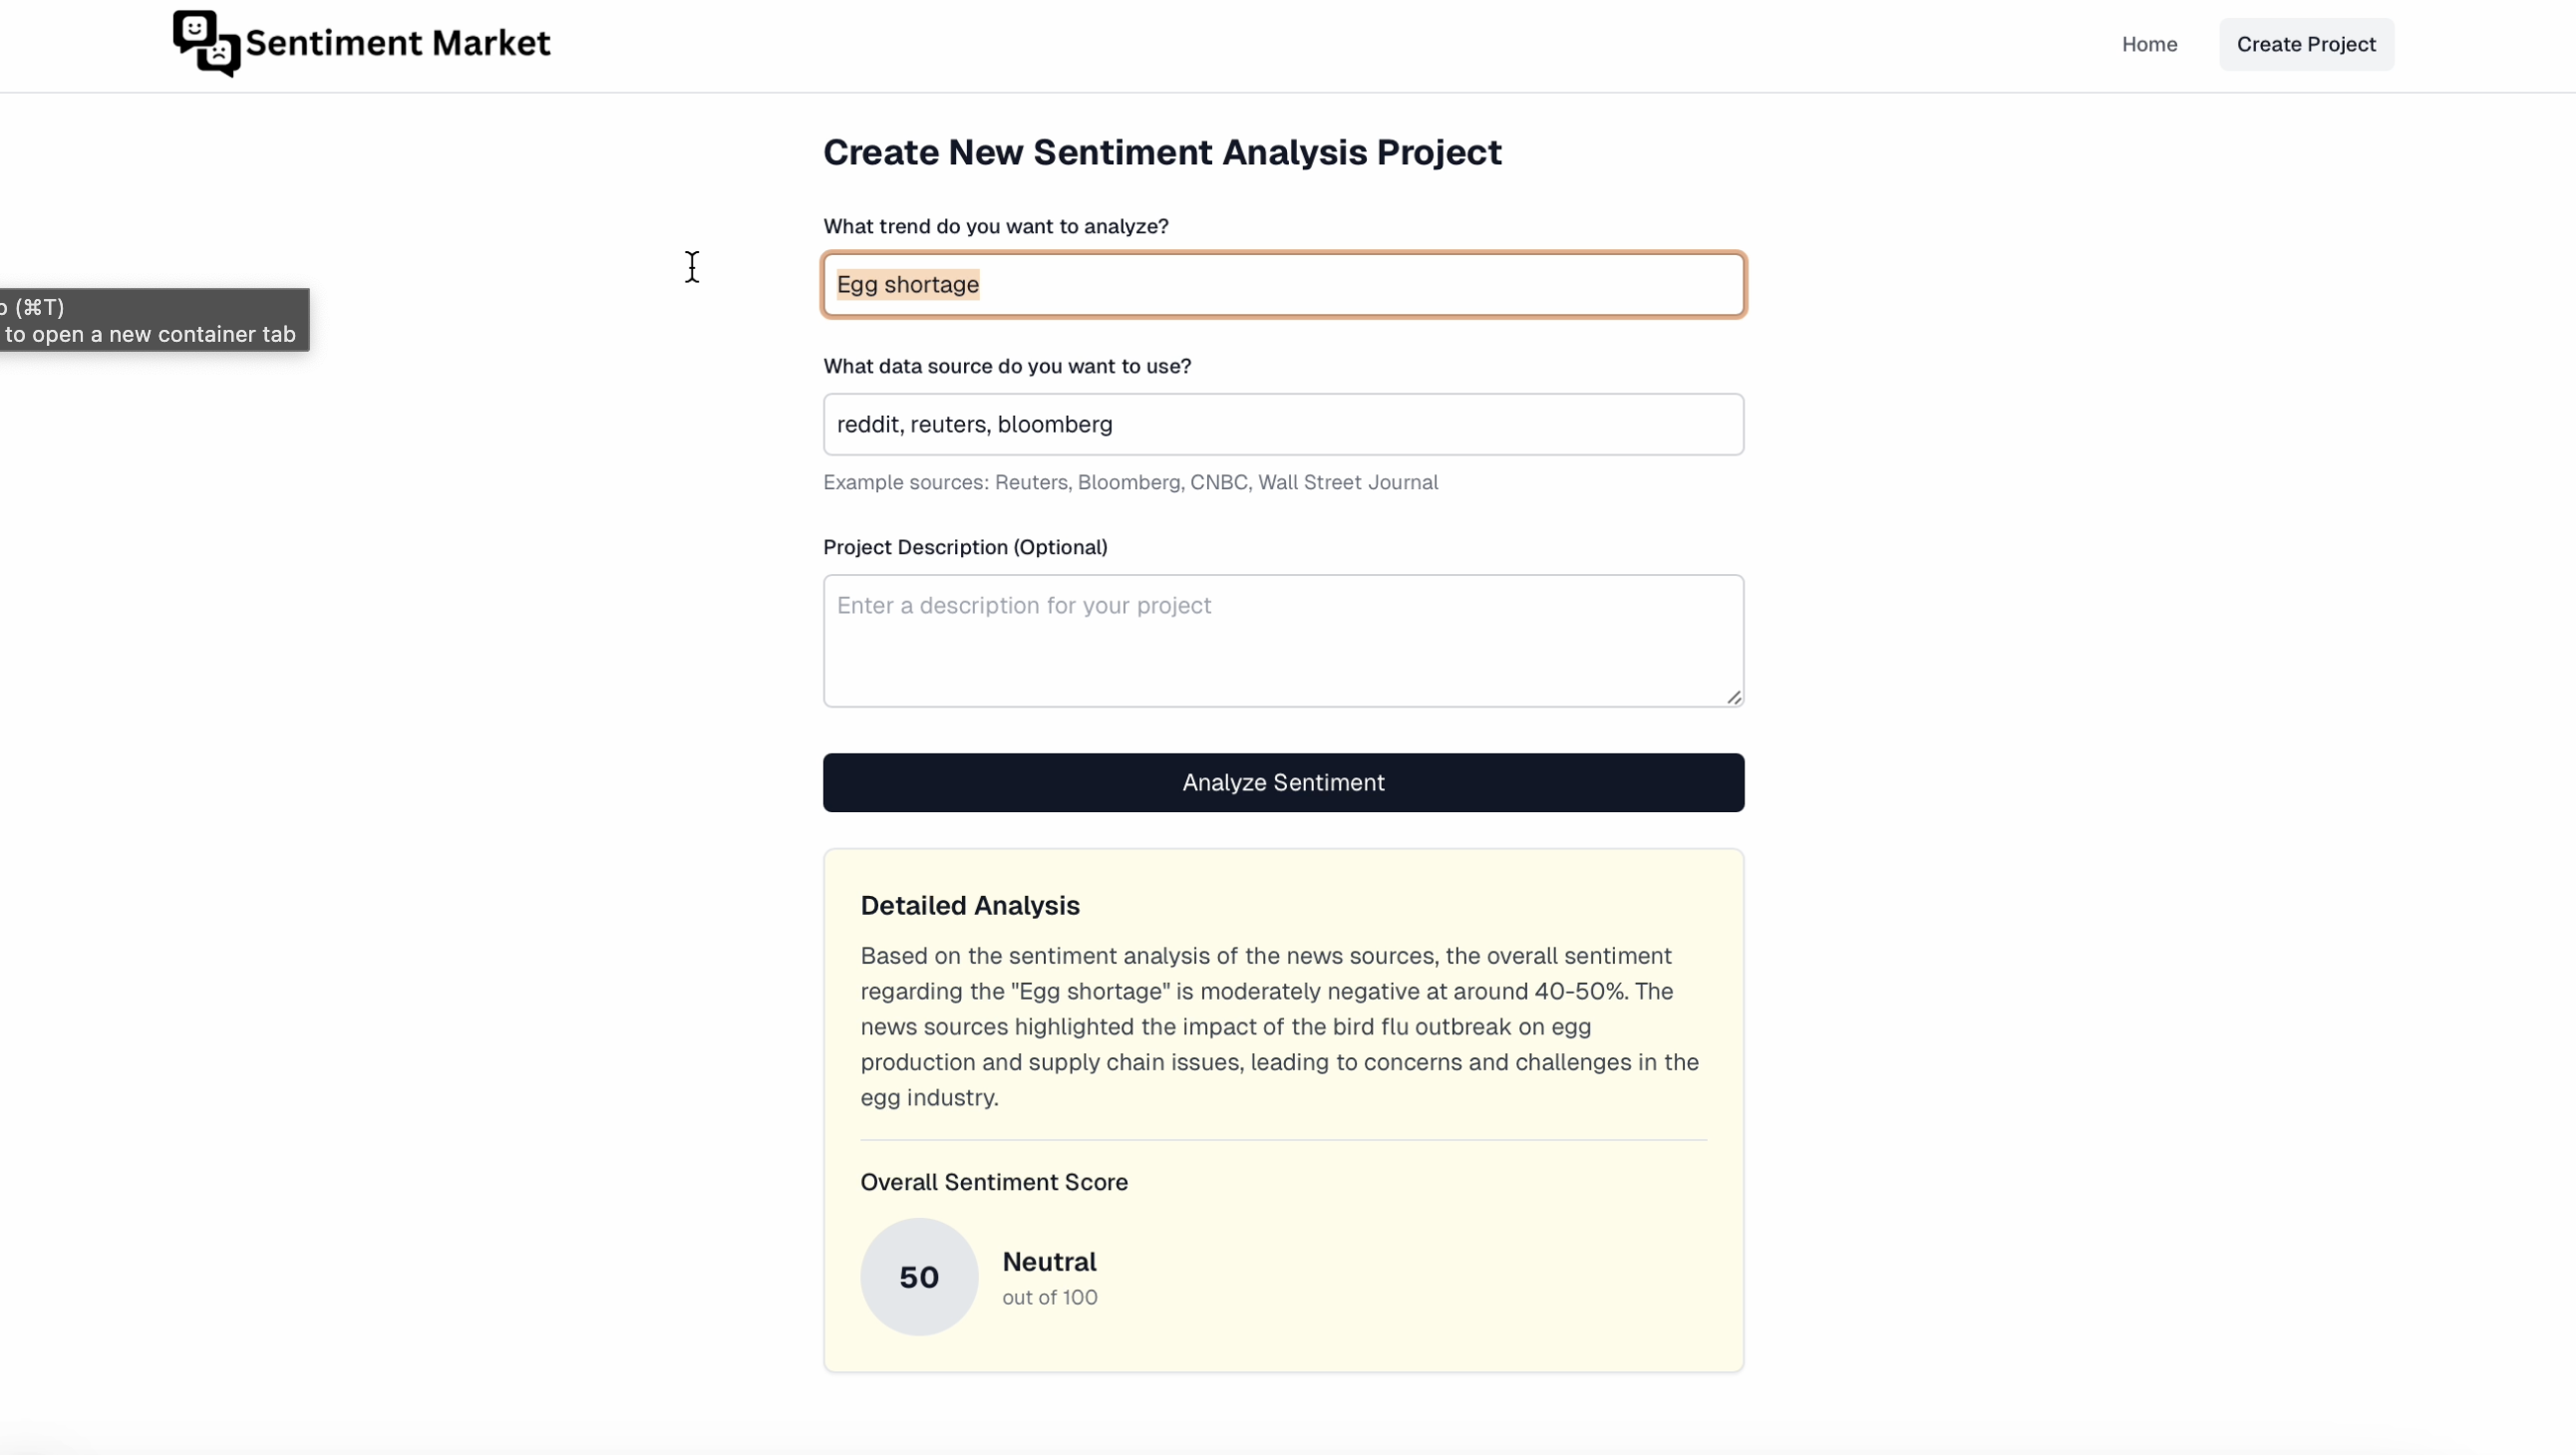 Sentiment Market
Home
Create Project
Create New Sentiment Analysis Project
What trend do you want to analyze?
Egg shortage
(⌘T)
to open a new container tab
What data source do you want to use?
reddit, reuters, bloomberg
Example sources: Reuters, Bloomberg, CNBC, Wall Street Journal
Project Description (Optional)
Enter a description for your project
Analyze Sentiment
Detailed Analysis
Based on the sentiment analysis of the news sources, the overall sentiment
regarding the "Egg shortage" is moderately negative at around 40-50%. The
news sources highlighted the impact of the bird flu outbreak on egg
production and supply chain issues, leading to concerns and challenges in the
egg industry.
Overall Sentiment Score
50
Neutral
out of 100